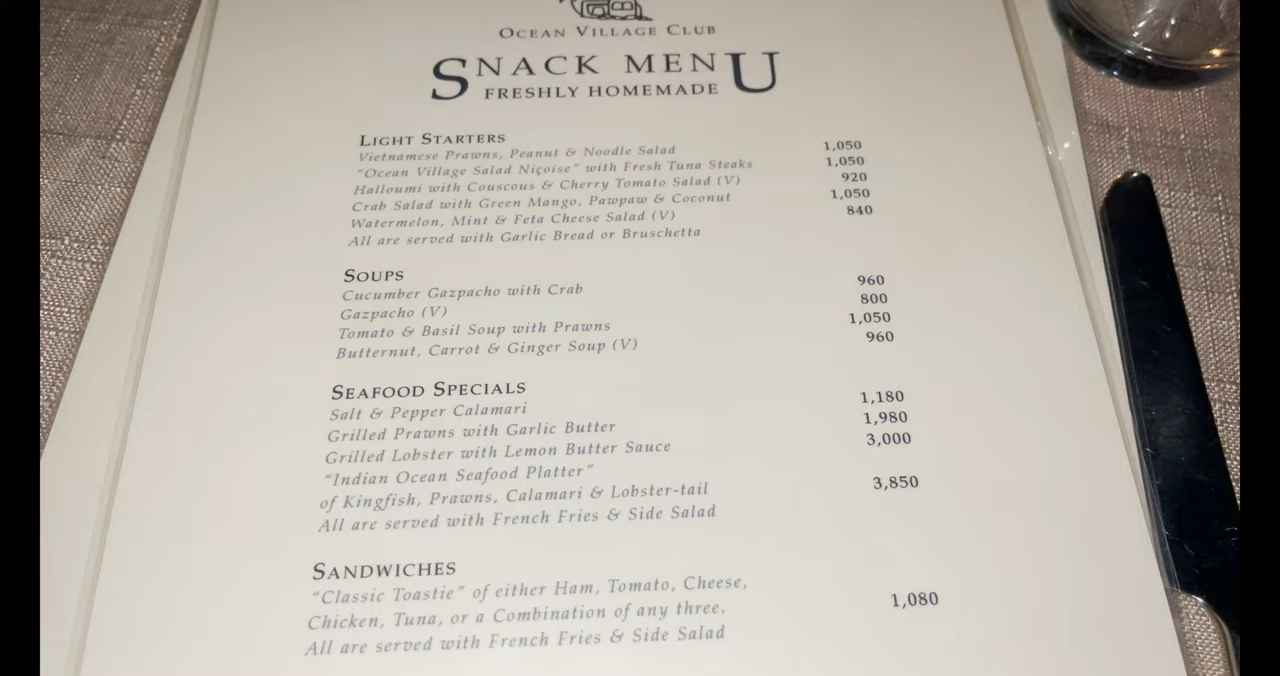 OCEAN VILLAGE CLUB
SNACK MENU
FRESHLY HOMEMADE
LIGHT STARTERS
Vietnamese Prawns, Peanut & Noodle Salad 1,050
"Ocean Village Salad Niçoise" with Fresh Tuna Steaks 1,050
Halloumi with Couscous & Cherry Tomato Salad (V) 920
Crab Salad with Green Mango, Pawpaw & Coconut 1,050
Watermelon, Mint & Feta Cheese Salad (V) 840
All are served with Garlic Bread or Bruschetta
SOUPS
Cucumber Gazpacho with Crab 960
Gazpacho (V) 800
Tomato & Basil Soup with Prawns 1,050
Butternut, Carrot & Ginger Soup (V) 960
SEAFOOD SPECIALS
Salt & Pepper Calamari 1,180
Grilled Prawns with Garlic Butter 1,980
Grilled Lobster with Lemon Butter Sauce 3,000
"Indian Ocean Seafood Platter"
of Kingfish, Prawns, Calamari & Lobster-tail 3,850
All are served with French Fries & Side Salad
SANDWICHES
"Classic Toastie" of either Ham, Tomato, Cheese,
Chicken, Tuna, or a Combination of any three. 1,080
All are served with French Fries & Side Salad